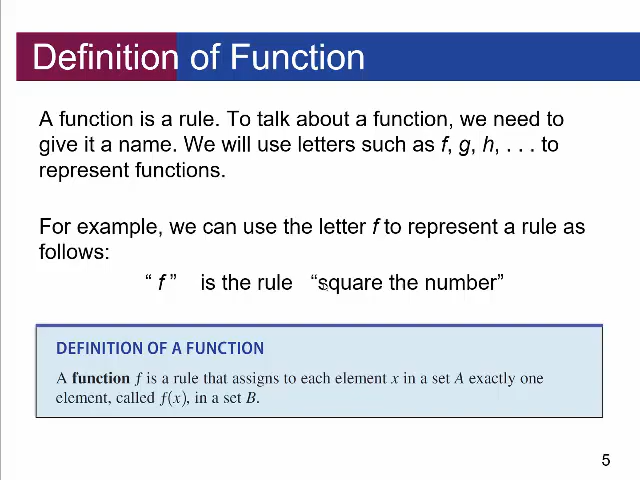 Definition of Function
A function is a rule. To talk about a function, we need to
give it a name. We will use letters such as f, g, h, . . . to
represent functions.
For example, we can use the letter f to represent a rule as
follows:
“ f ” is the rule “square the number”
DEFINITION OF A FUNCTION
A function f is a rule that assigns to each element x in a set A exactly one
element, called f(x), in a set B.
5